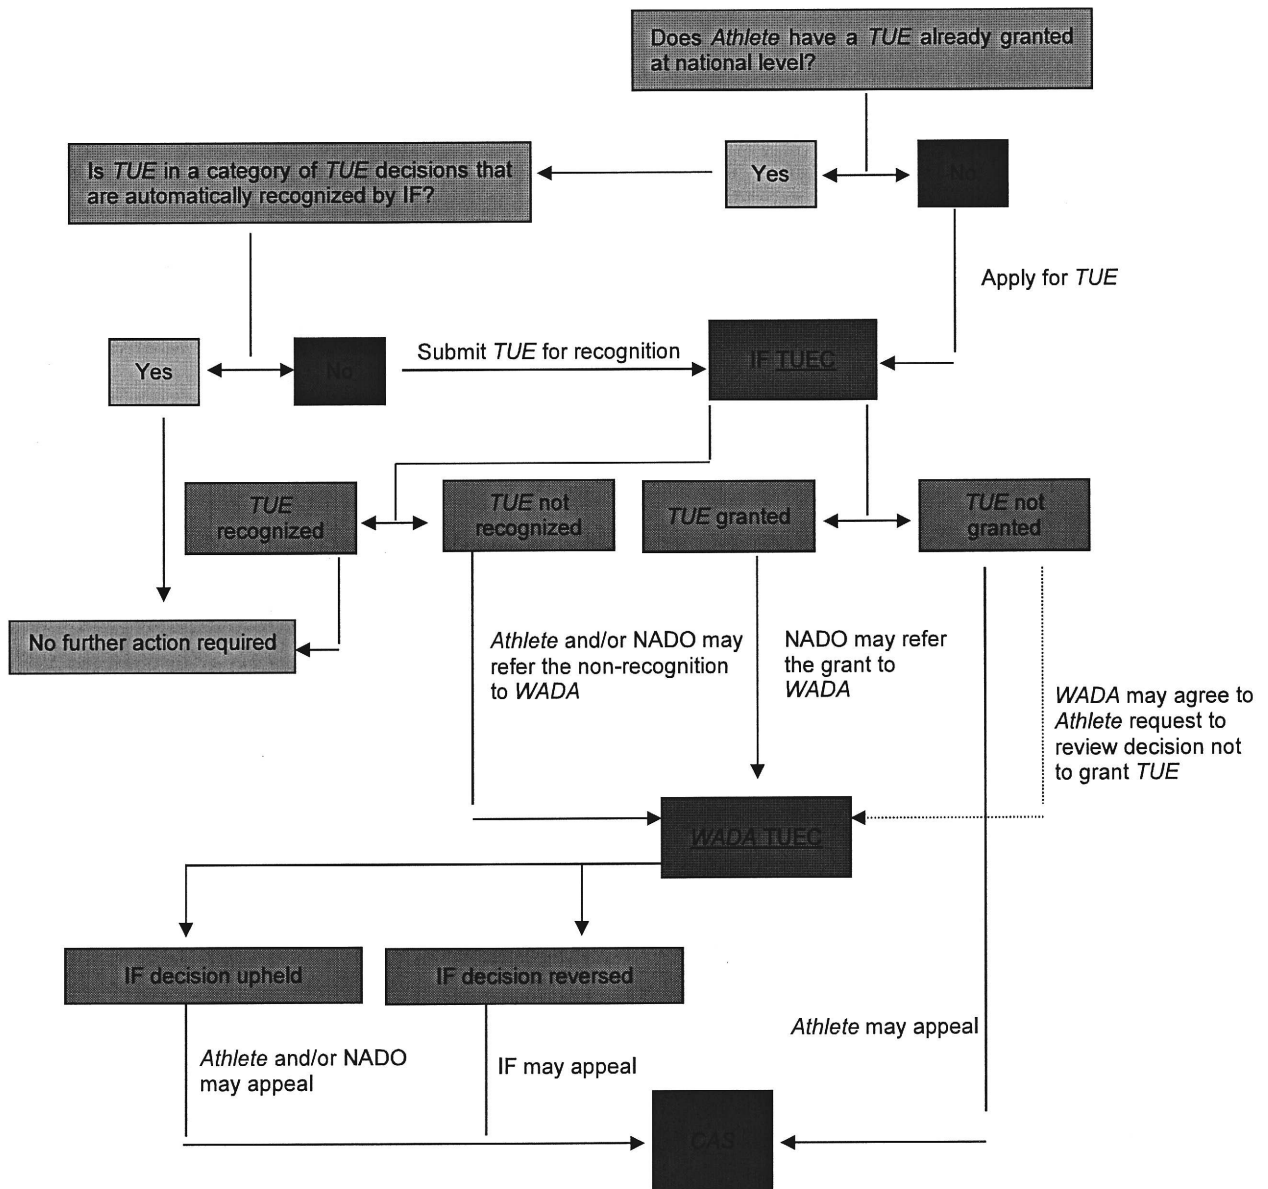 Does Athlete have a TUE already granted
at national level?
Is TUE in a category of TUE decisions that
are automatically recognized by IF?
Yes
No
Apply for TUE
Yes
No
Submit TUE for recognition
IF TUEC
TUE
recognized
TUE not
recognized
TUE granted
TUE not
granted
No further action required
Athlete and/or NADO may
refer the non-recognition
to WADA
NADO may refer
the grant to
WADA
WADA may agree to
Athlete request to
review decision not
to grant TUE
WADA TUEC
IF decision upheld
IF decision reversed
Athlete and/or NADO
may appeal
IF may appeal
Athlete may appeal
CAS